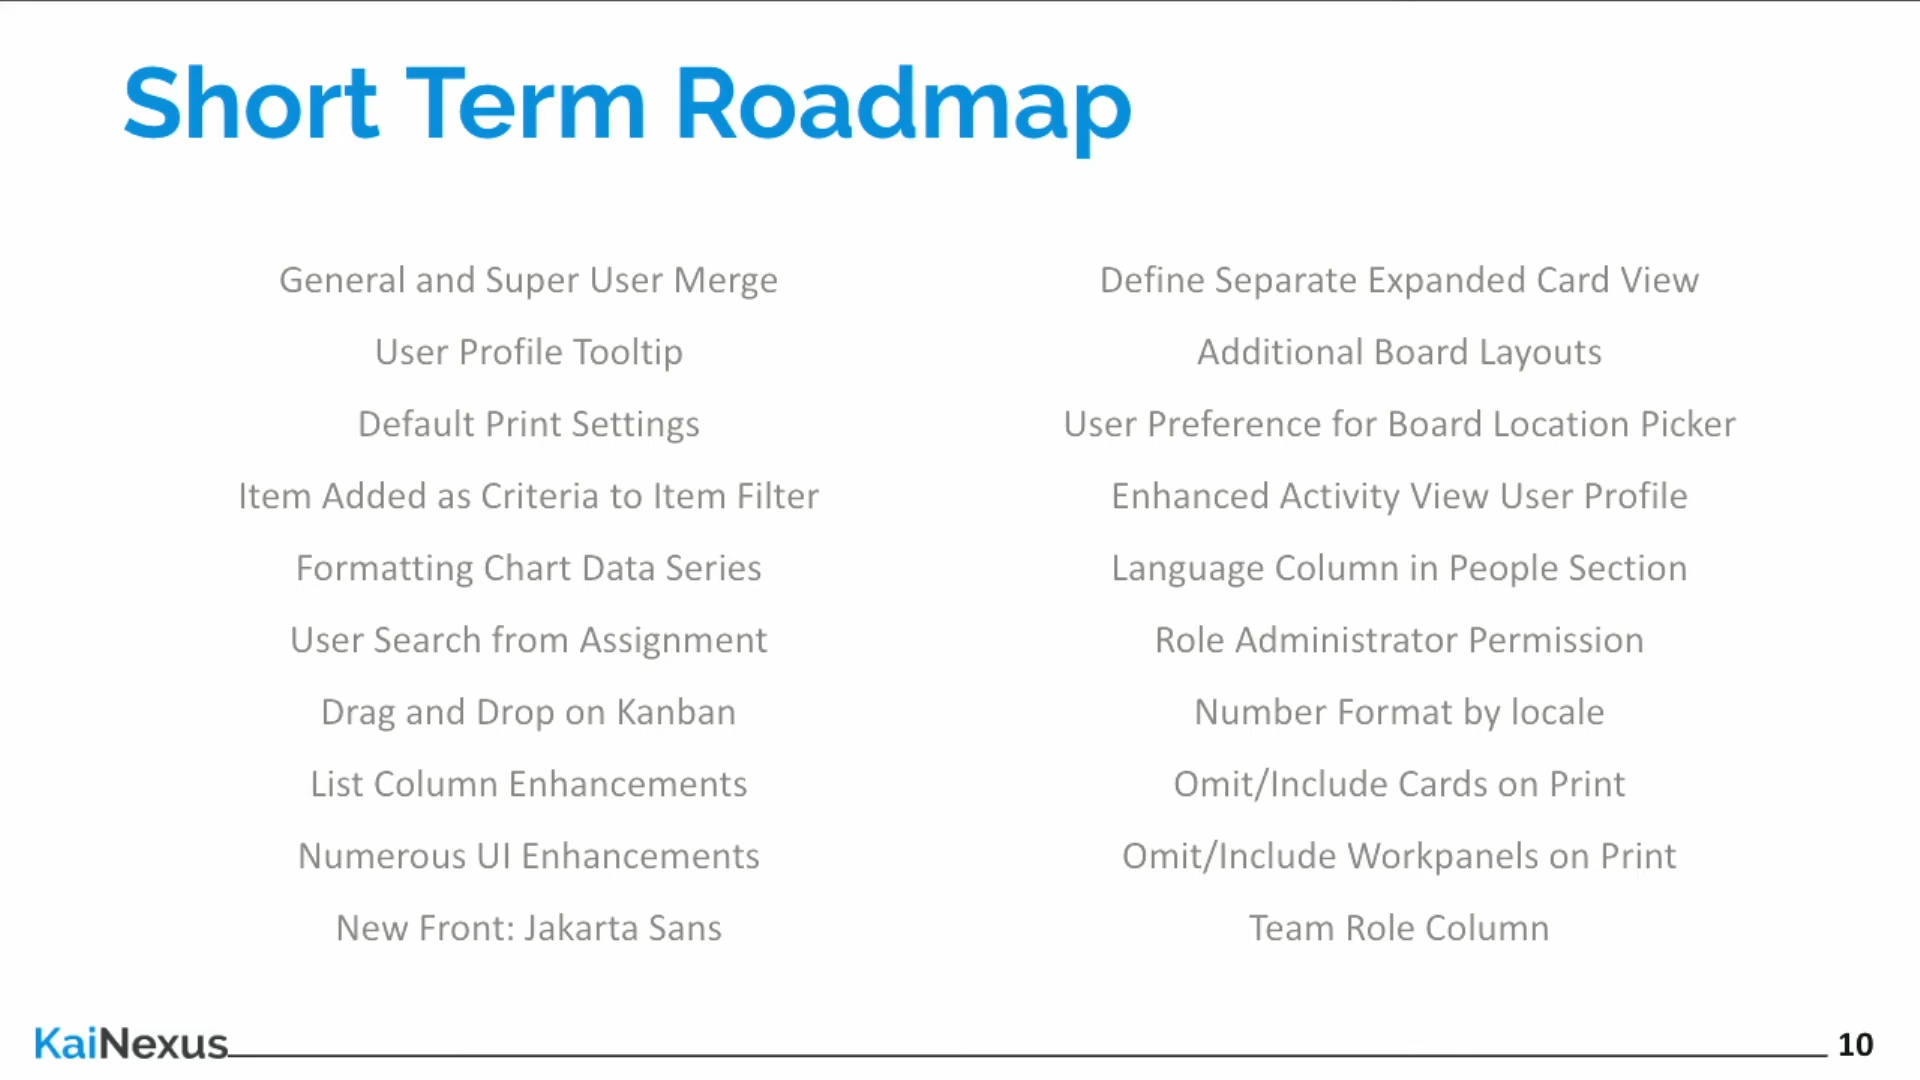 Short Term Roadmap
General and Super User Merge
User Profile Tooltip
Default Print Settings
Item Added as Criteria to Item Filter
Formatting Chart Data Series
User Search from Assignment
Drag and Drop on Kanban
List Column Enhancements
Numerous UI Enhancements
New Front: Jakarta Sans
Define Separate Expanded Card View
Additional Board Layouts
User Preference for Board Location Picker
Enhanced Activity View User Profile
Language Column in People Section
Role Administrator Permission
Number Format by locale
Omit/Include Cards on Print
Omit/Include Workpanels on Print
Team Role Column
KaiNexus
10